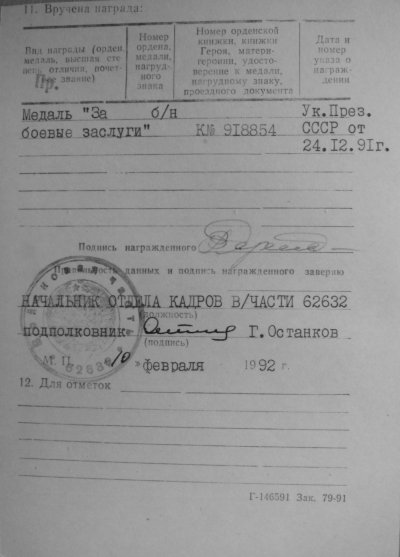 11. Вручена награда:
Вид награды (орден, медаль, высшая степень отличия, почетное звание)
Номер ордена, медали, нагрудного знака
Номер орденской книжки, книжки Героя, матери-героини, удостоверение к медали, нагрудному знаку, проездного документа
Дата и номер указа о награждении
Пр.
Медаль "За б/н Ук.През.
боевые заслуги" К№ 918854 СССР от
24.12.91г.
Подпись награжденного
Правильность данных и подпись награжденного заверяю
НАЧАЛЬНИК ОТДЕЛА КАДРОВ В/ЧАСТИ 62632
(должность)
подполковник Г.Останков
(подпись)
М. П. "10" февраля 1992 г.
12. Для отметок
Г-146591 Зак. 79-91